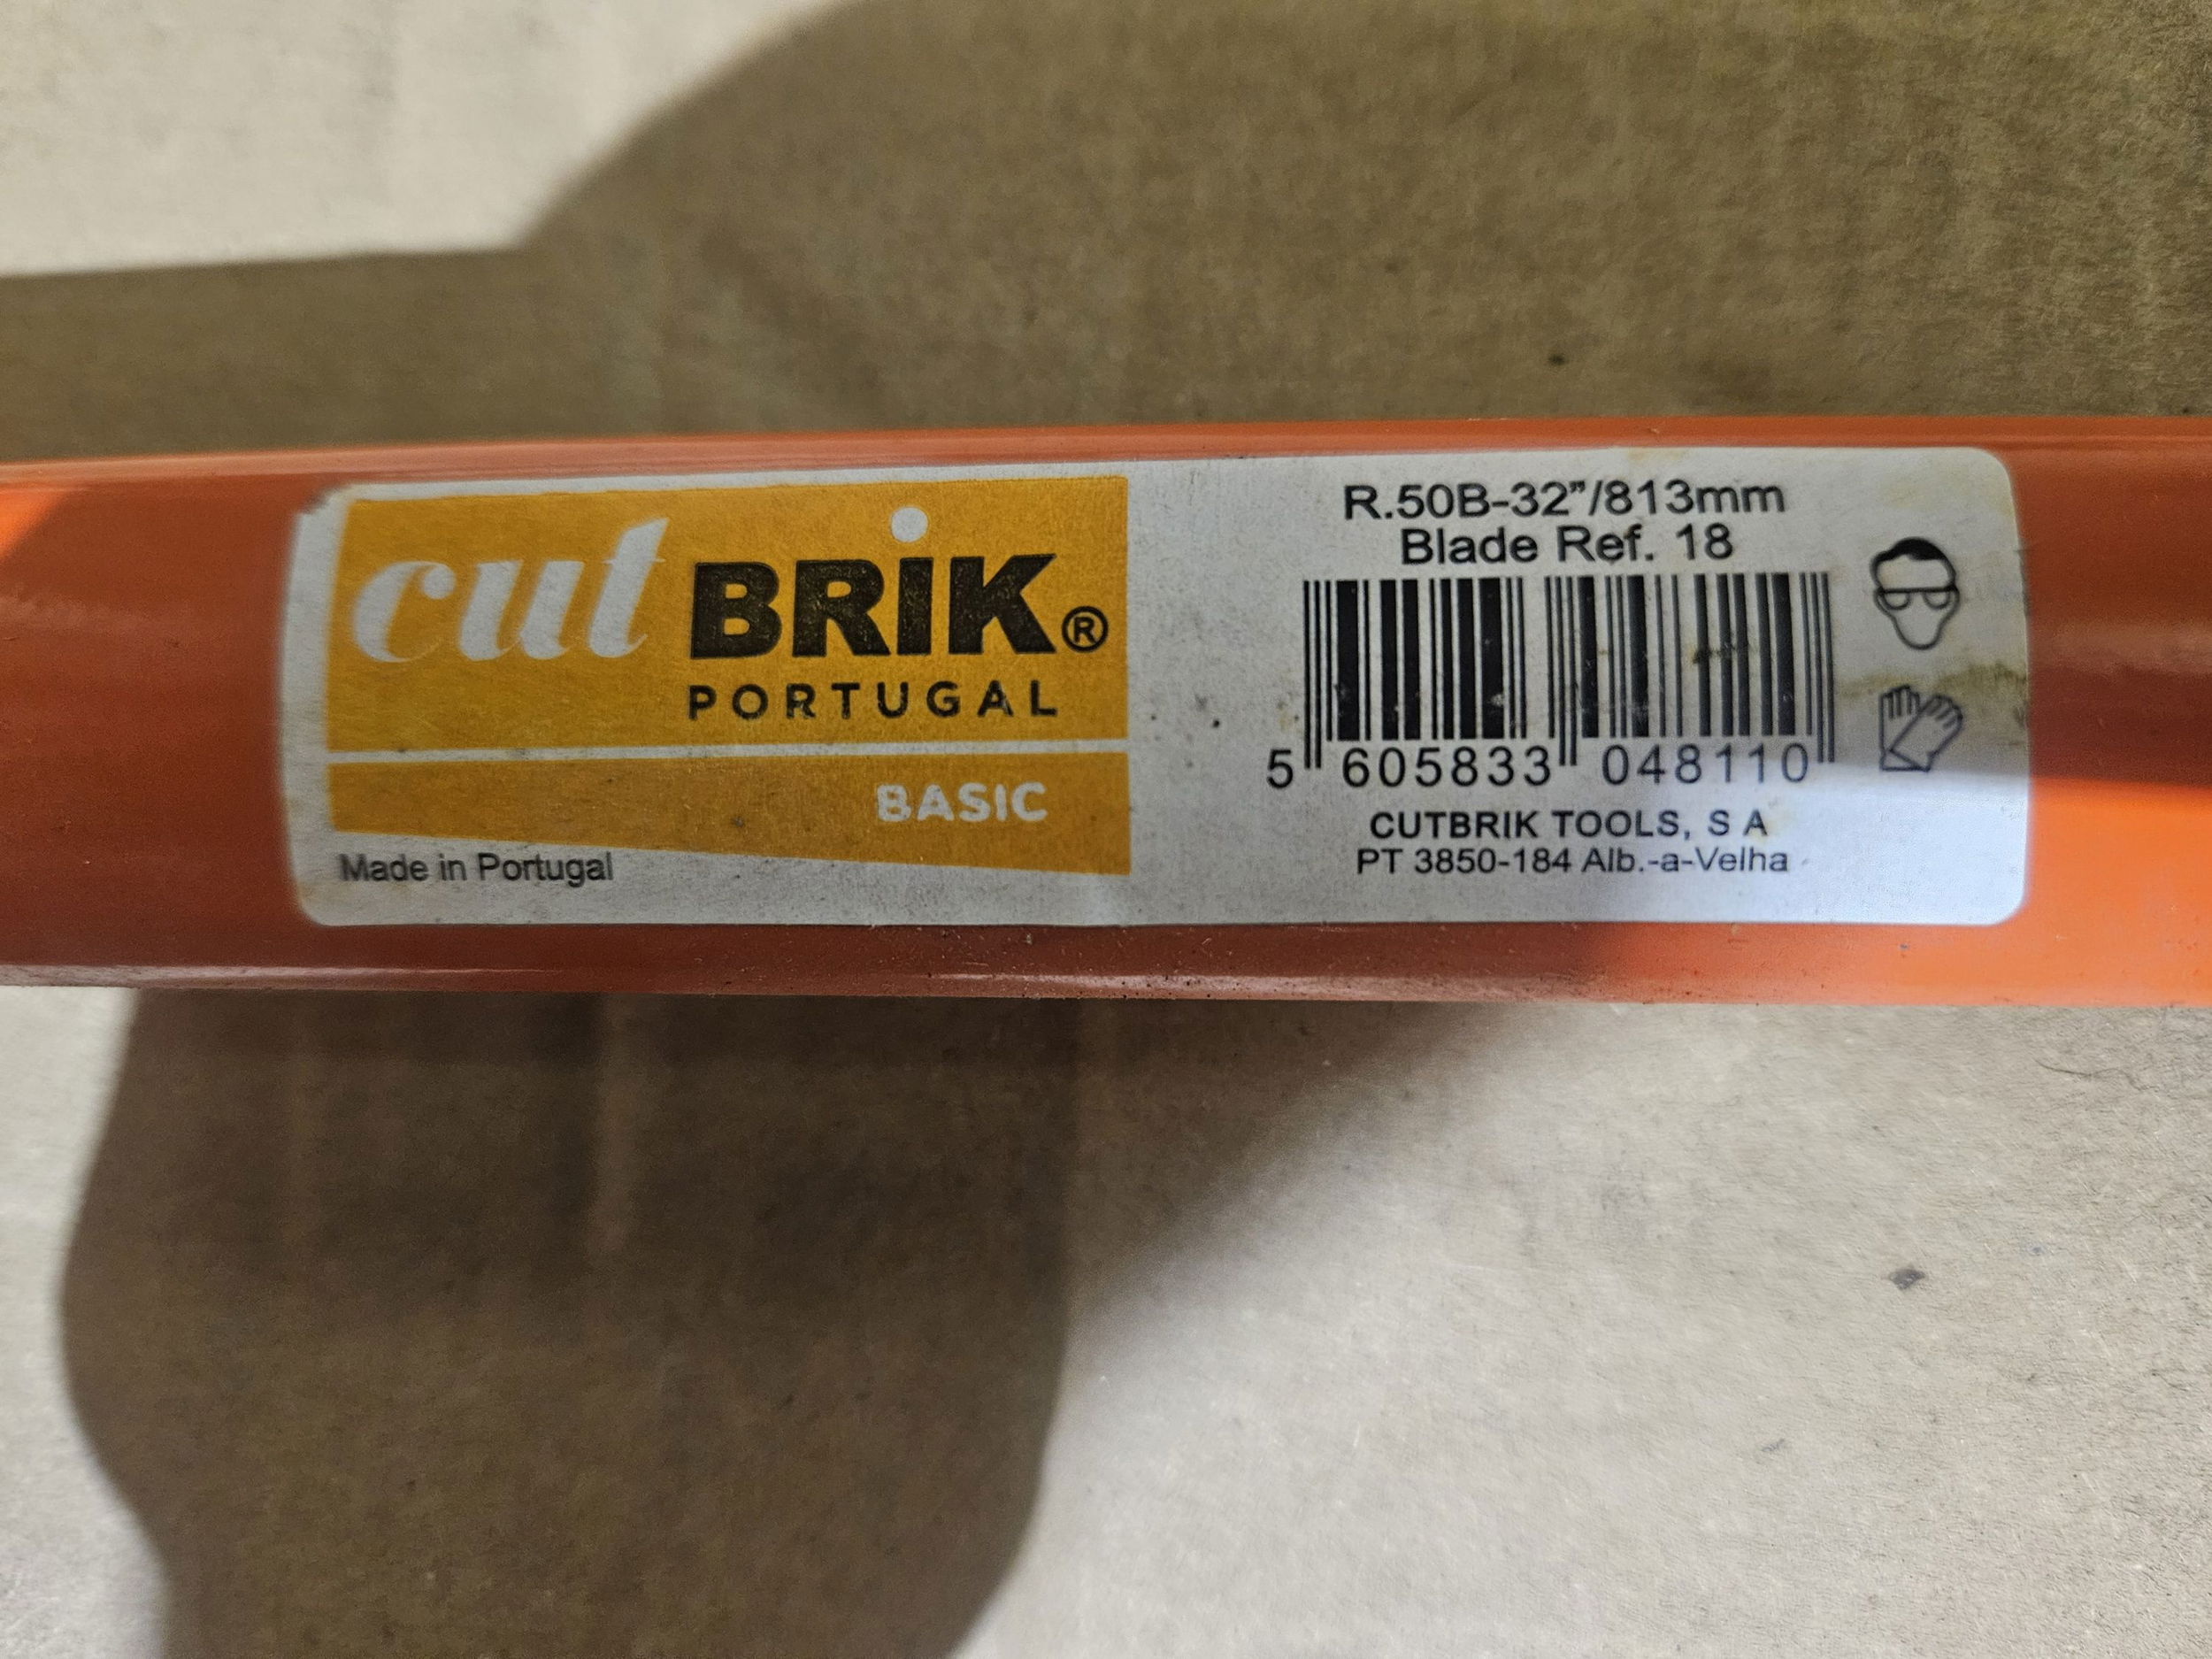 cut BRIK®
PORTUGAL
BASIC
Made in Portugal
R.50B-32"/813mm
Blade Ref. 18
5 605833 048110
CUTBRIK TOOLS, S A
PT 3850-184 Alb.-a-Velha